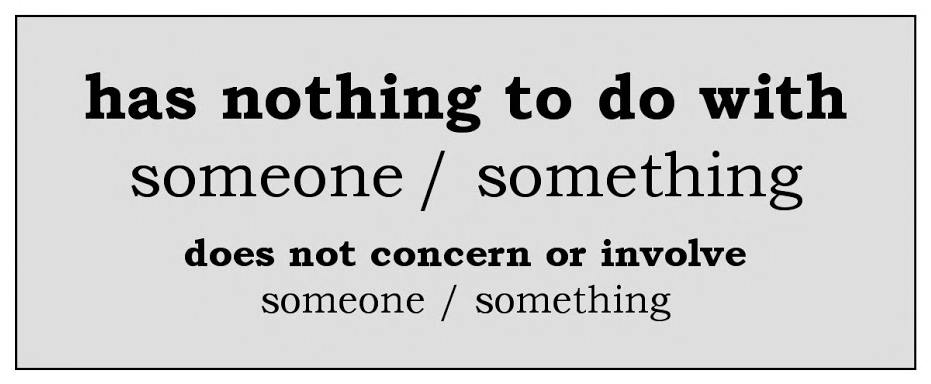 has nothing to do with
someone / something
does not concern or involve
someone / something